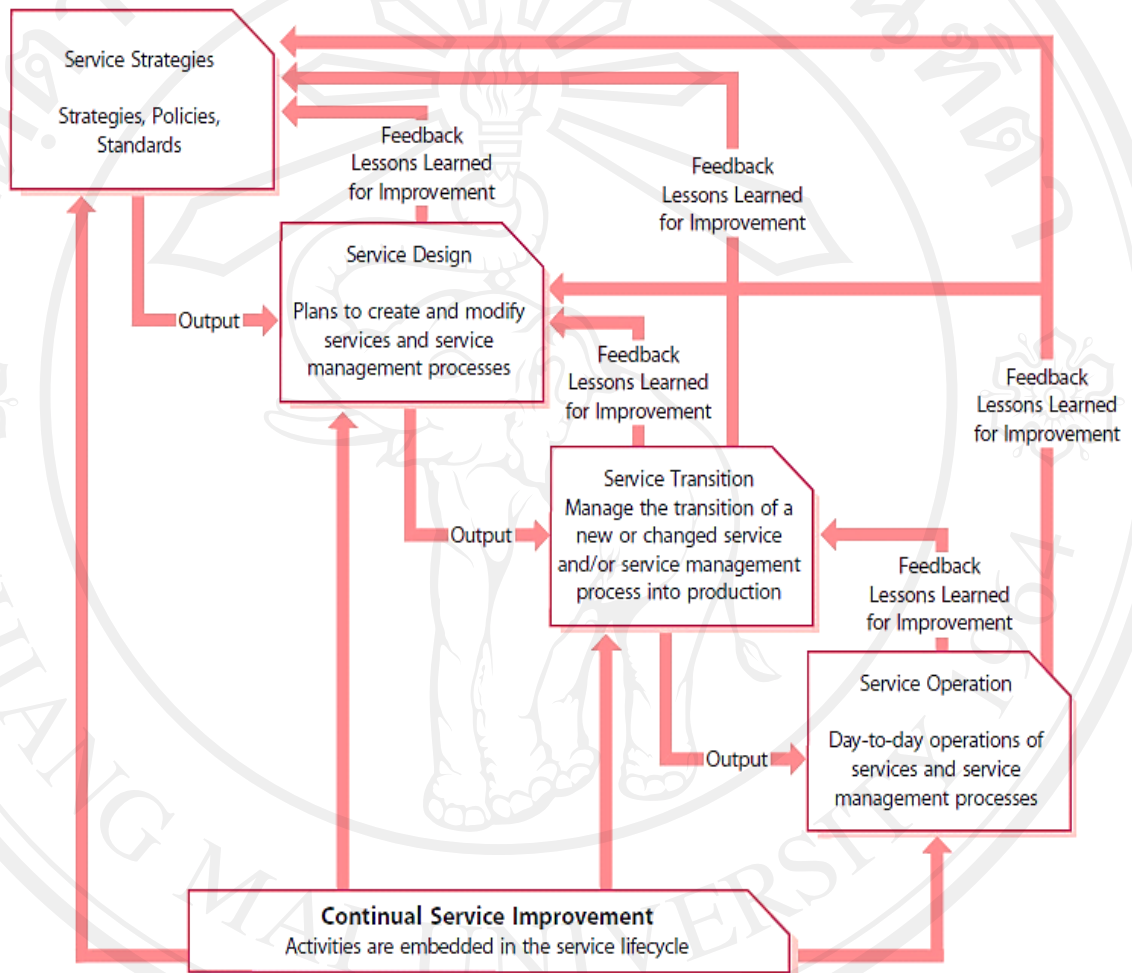 Service Strategies
Strategies, Policies,
Standards
Feedback
Lessons Learned
for Improvement
Feedback
Lessons Learned
for Improvement
Service Design
Plans to create and modify
services and service
management processes
Output
Feedback
Lessons Learned
for Improvement
Feedback
Lessons Learned
for Improvement
Service Transition
Manage the transition of a
new or changed service
and/or service management
process into production
Output
Feedback
Lessons Learned
for Improvement
Service Operation
Day-to-day operations of
services and service
management processes
Output
Continual Service Improvement
Activities are embedded in the service lifecycle
CHIANG MAI UNIVERSITY 1964